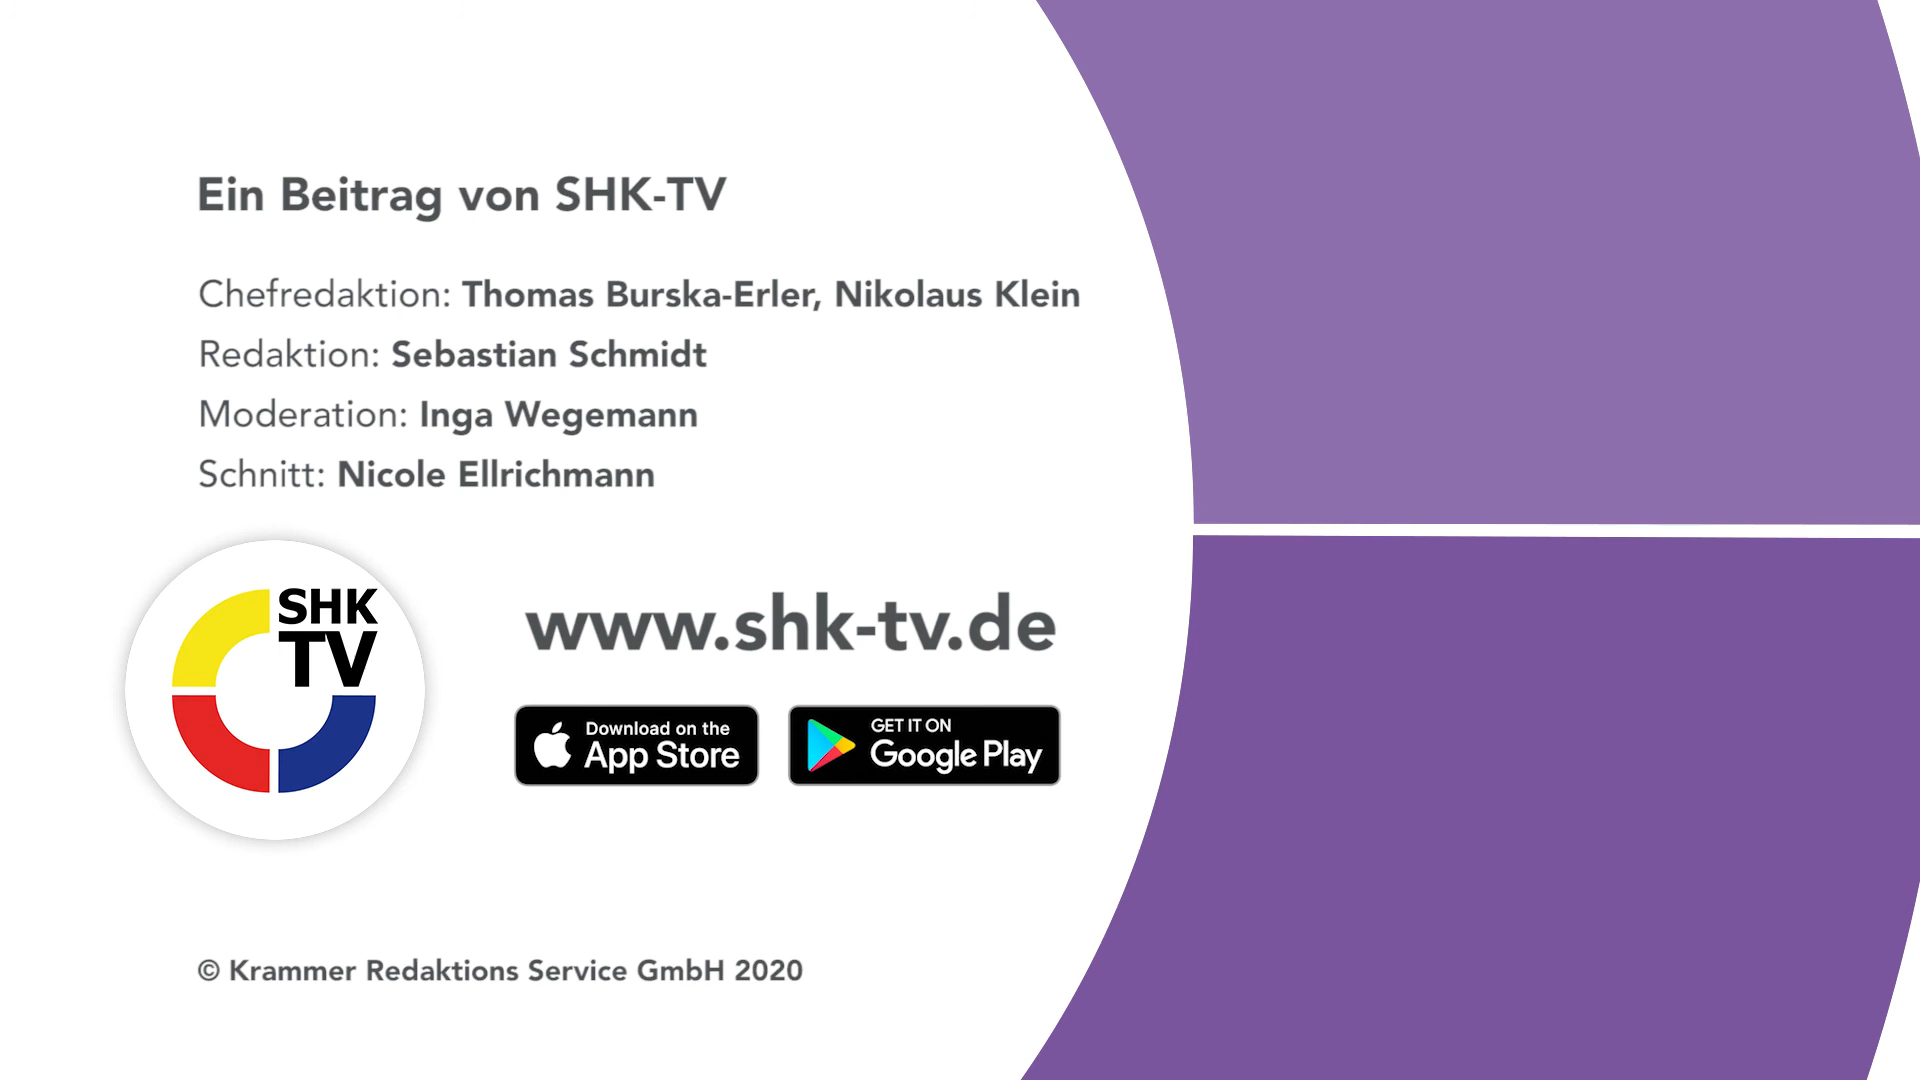 Ein Beitrag von SHK-TV
Chefredaktion: Thomas Burska-Erler, Nikolaus Klein
Redaktion: Sebastian Schmidt
Moderation: Inga Wegemann
Schnitt: Nicole Ellrichmann
SHK
TV
www.shk-tv.de
Download on the
App Store
GET IT ON
Google Play
© Krammer Redaktions Service GmbH 2020